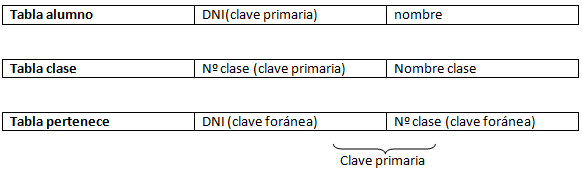 Tabla alumno DNI(clave primaria) nombre
Tabla clase Nº clase (clave primaria) Nombre clase
Tabla pertenece DNI (clave foránea) Nº clase (clave foránea)
Clave primaria